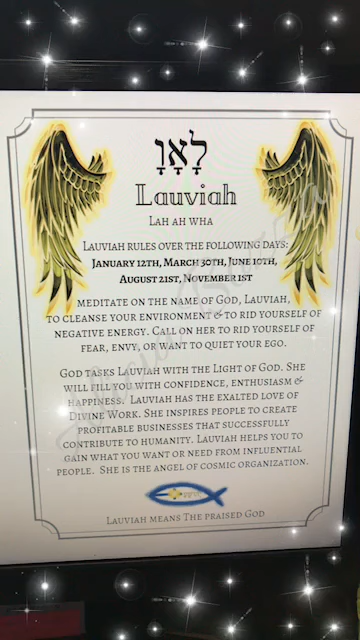 לָאָוָ
Lauviah
Lah ah wha
Lauviah rules over the following days:
January 12th, March 30th, June 10th,
August 21st, November 1st
meditate on the name of God, Lauviah,
to cleanse your environment & to rid yourself of
negative energy. Call on her to rid yourself of
fear, envy, or want to quiet your ego.
God tasks Lauviah with the Light of God. She
will fill you with confidence, enthusiasm &
happiness. Lauviah has the exalted love of
Divine Work. She inspires people to create
profitable businesses that successfully
contribute to humanity. Lauviah helps you to
gain what you want or need from influential
people. She is the angel of cosmic organization.
Lauviah means The praised God